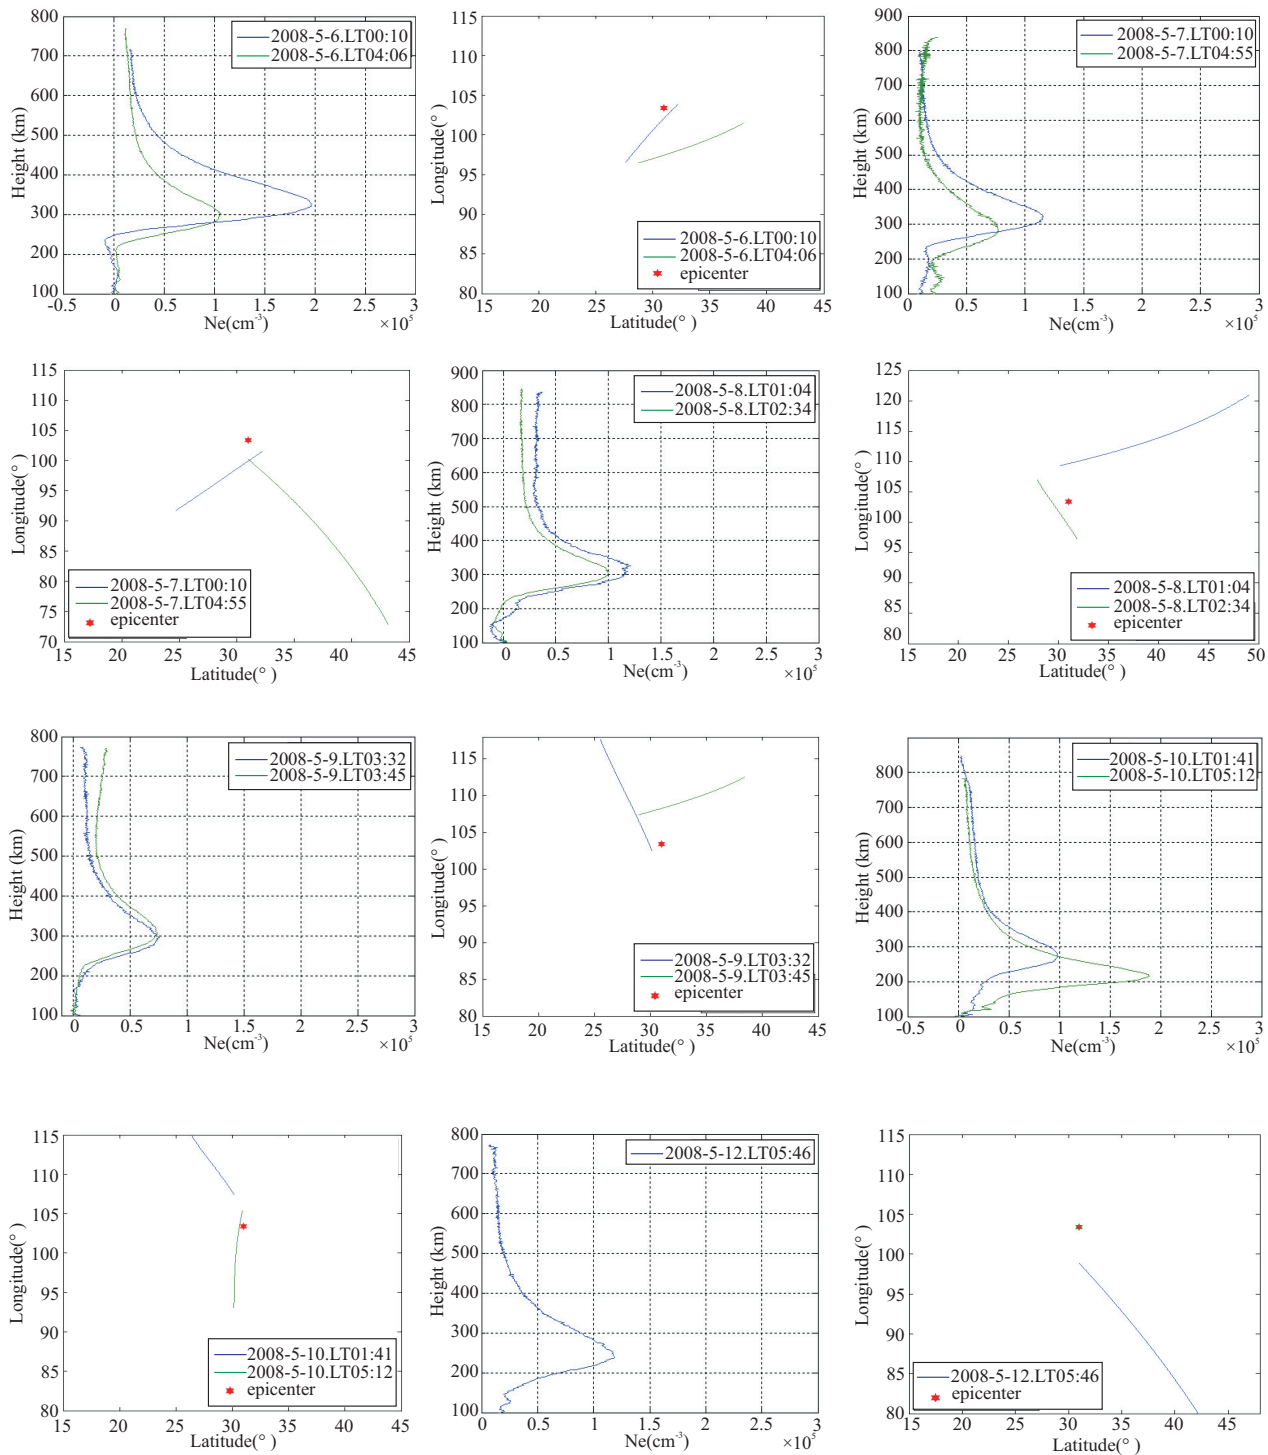 800
700
600
500
400
300
200
100
Height (km)
2008-5-6.LT00:10
2008-5-6.LT04:06
-0.5 0 0.5 1 1.5 2 2.5 3
Ne(cm⁻³) ×10⁵
115
110
105
100
95
90
85
80
Longitude(° )
2008-5-6.LT00:10
2008-5-6.LT04:06
epicenter
15 20 25 30 35 40 45
Latitude(° )
900
800
700
600
500
400
300
200
100
Height (km)
2008-5-7.LT00:10
2008-5-7.LT04:55
0 0.5 1 1.5 2 2.5 3
Ne(cm⁻³) ×10⁵
115
110
105
100
95
90
85
80
75
70
Longitude(° )
2008-5-7.LT00:10
2008-5-7.LT04:55
epicenter
15 20 25 30 35 40 45
Latitude(° )
900
800
700
600
500
400
300
200
100
Height (km)
2008-5-8.LT01:04
2008-5-8.LT02:34
0 0.5 1 1.5 2 2.5 3
Ne(cm⁻³) ×10⁵
125
120
115
110
105
100
95
90
85
80
Longitude(° )
2008-5-8.LT01:04
2008-5-8.LT02:34
epicenter
15 20 25 30 35 40 45 50
Latitude(° )
800
700
600
500
400
300
200
100
Height (km)
2008-5-9.LT03:32
2008-5-9.LT03:45
0 0.5 1 1.5 2 2.5 3
Ne(cm⁻³) ×10⁵
115
110
105
100
95
90
85
80
Longitude(° )
2008-5-9.LT03:32
2008-5-9.LT03:45
epicenter
15 20 25 30 35 40 45
Latitude(° )
800
700
600
500
400
300
200
100
Height (km)
2008-5-10.LT01:41
2008-5-10.LT05:12
-0.5 0 0.5 1 1.5 2 2.5 3
Ne(cm⁻³) ×10⁵
115
110
105
100
95
90
85
80
Longitude(° )
2008-5-10.LT01:41
2008-5-10.LT05:12
epicenter
15 20 25 30 35 40 45
Latitude(° )
800
700
600
500
400
300
200
100
Height (km)
2008-5-12.LT05:46
0 0.5 1 1.5 2 2.5 3
Ne(cm⁻³) ×10⁵
115
110
105
100
95
90
85
80
Longitude(° )
2008-5-12.LT05:46
epicenter
15 20 25 30 35 40 45
Latitude(° )